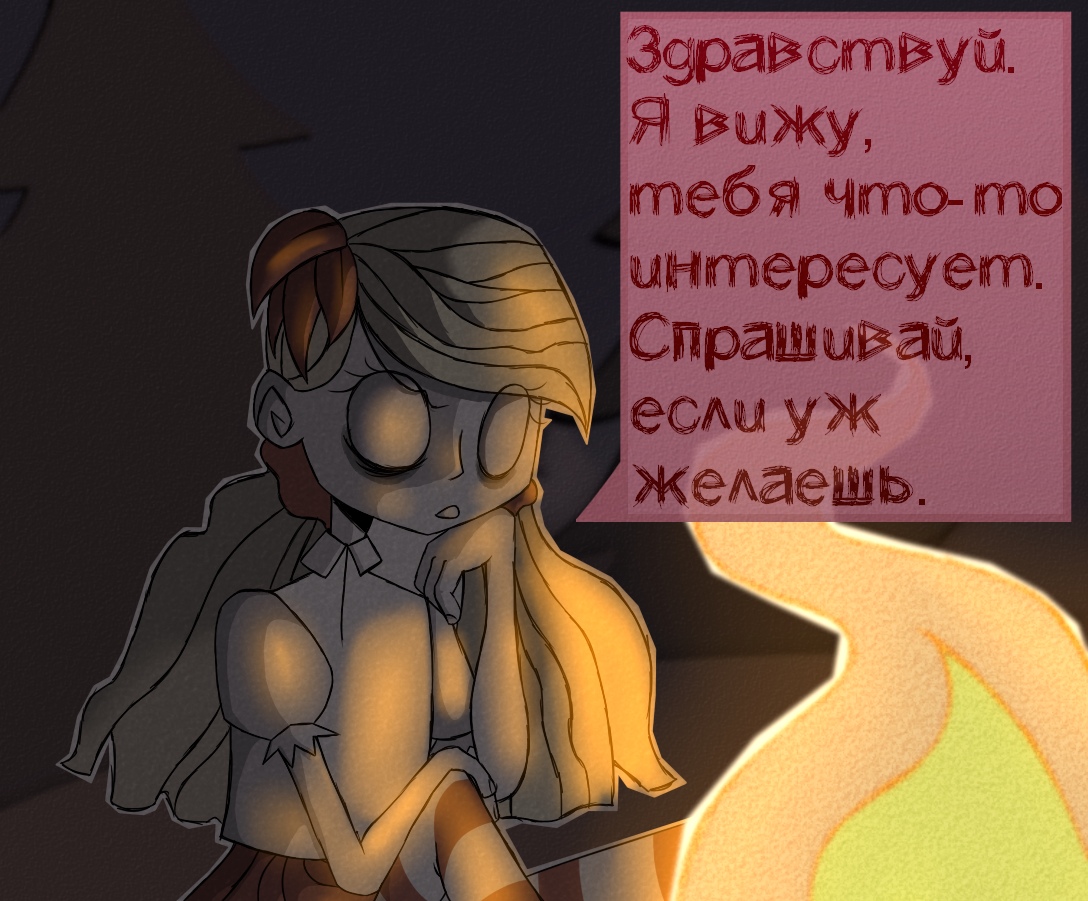 Здравствуй.
Я вижу,
тебя что-то
интересует.
Спрашивай,
если уж
желаешь.